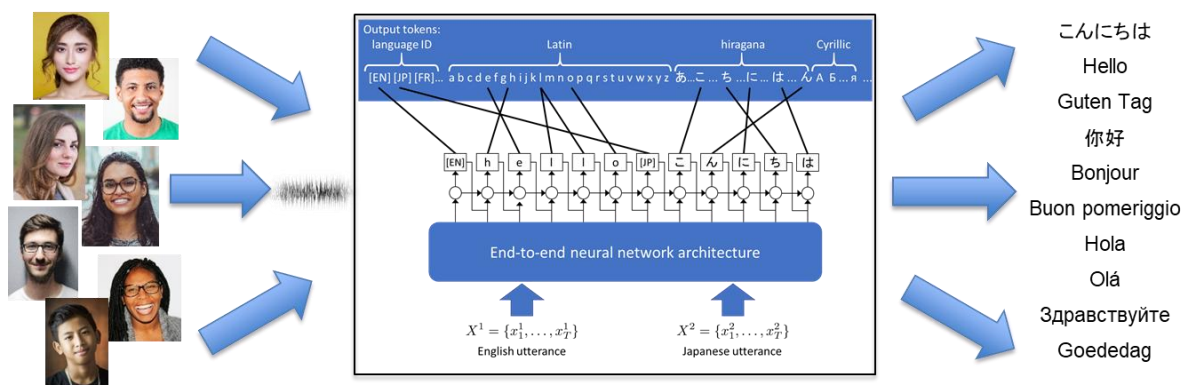 Output tokens:
language ID
Latin
hiragana
Cyrillic
[EN] [JP] [FR]... a b c d e f g h i j k l m n o p q r s t u v w x y z あ...こ ... ち ...に ... は ... ん А Б ... я ...
[EN] h e l l o [JP] こ ん に ち は
End-to-end neural network architecture
X¹ = {x¹₁, . . . , x¹_T}
English utterance
X² = {x²₁, . . . , x²_T}
Japanese utterance
こんにちは
Hello
Guten Tag
你好
Bonjour
Buon pomeriggio
Hola
Olá
Здравствуйте
Goededag